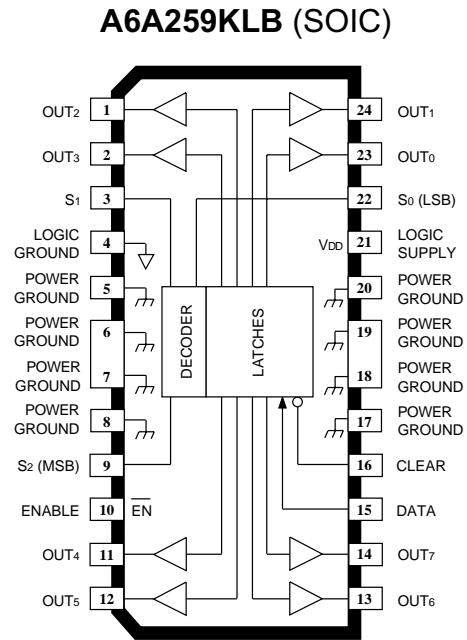 A6A259KLB (SOIC)
OUT2 1 24 OUT1
OUT3 2 23 OUT0
S1 3 22 S0 (LSB)
LOGIC GROUND 4 VDD 21 LOGIC SUPPLY
POWER GROUND 5 20 POWER GROUND
POWER GROUND 6 19 POWER GROUND
POWER GROUND 7 18 POWER GROUND
POWER GROUND 8 17 POWER GROUND
DECODER
LATCHES
S2 (MSB) 9 16 CLEAR
ENABLE 10 EN 15 DATA
OUT4 11 14 OUT7
OUT5 12 13 OUT6